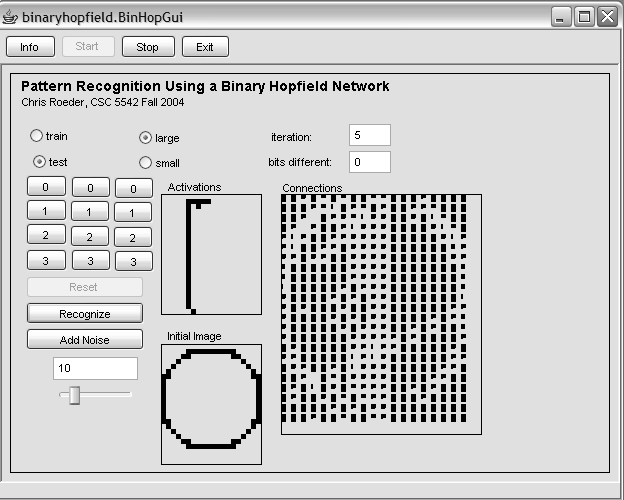 binaryhopfield.BinHopGui
Info Start Stop Exit
Pattern Recognition Using a Binary Hopfield Network
Chris Roeder, CSC 5542 Fall 2004
train large iteration: 5
test small bits different: 0
0 0 0 Activations Connections
1 1 1
2 2 2
3 3 3
Reset
Recognize
Add Noise Initial Image
10